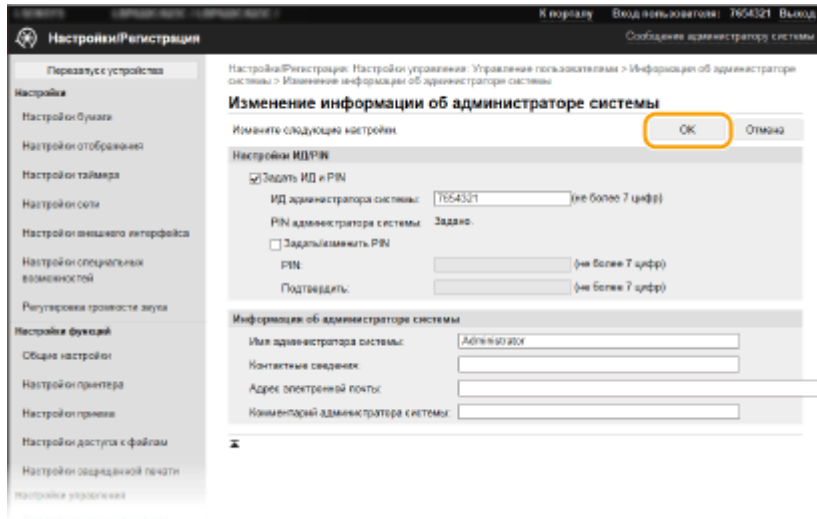 К порталу Вход пользователя: 7654321 Выход
Настройки/Регистрация
Сообщение администратору системы
Перезапуск устройства
Настройка
Настройки бумаги
Настройки отображения
Настройки таймера
Настройки сети
Настройки внешнего интерфейса
Настройки специальных
возможностей
Регулировка громкости звука
Настройки функций
Общие настройки
Настройки принтера
Настройки приема
Настройки доступа к файлам
Настройки защищенной печати
Настройки управления
Настройки/Регистрация: Настройки управления: Управление пользователями > Информация об администраторе
системы > Изменение информации об администраторе системы
Изменение информации об администраторе системы
Измените следующие настройки.
OK Отмена
Настройки ИД/PIN
Задать ИД и PIN
ИД администратора системы: 7654321 (не более 7 цифр)
PIN администратора системы: Задано.
Задать/изменить PIN
PIN: (не более 7 цифр)
Подтвердить: (не более 7 цифр)
Информация об администраторе системы
Имя администратора системы: Administrator
Контактные сведения:
Адрес электронной почты:
Комментарий администратора системы: